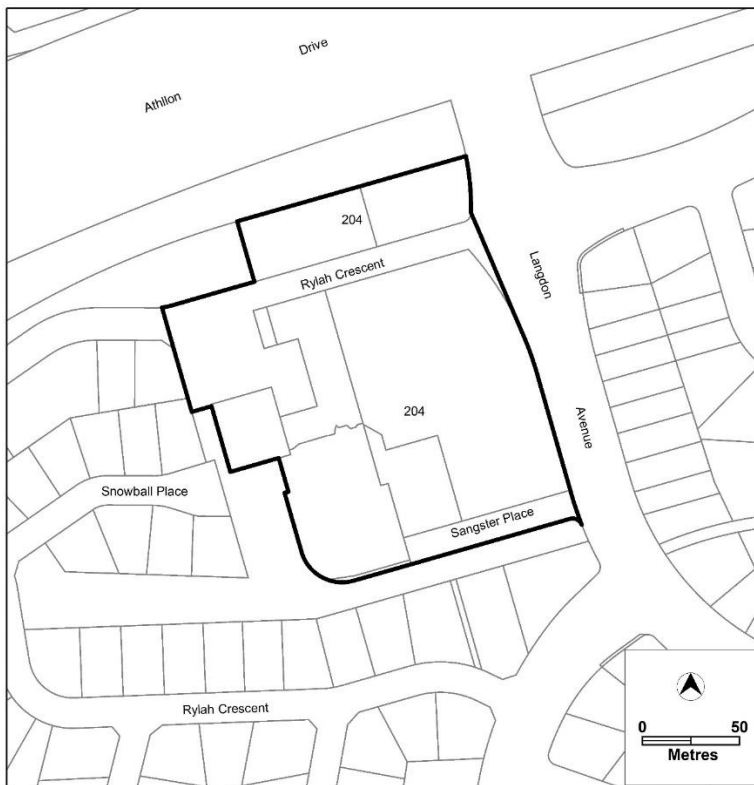 Drive
Athllon
204
Rylah Crescent
Langdon
204
Avenue
Snowball Place
Sangster Place
Rylah Crescent
0 50
Metres